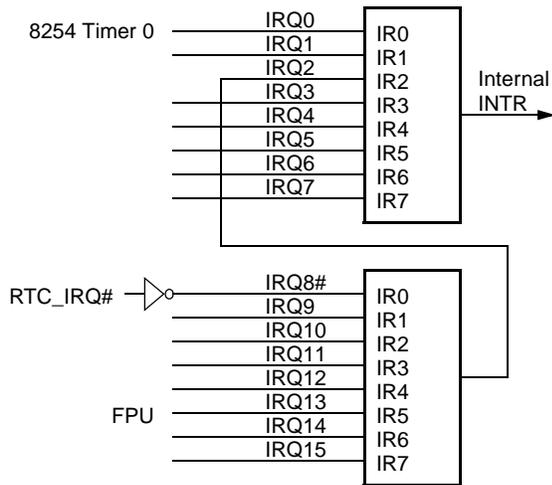 8254 Timer 0
IRQ0
IRQ1
IRQ2
IRQ3
IRQ4
IRQ5
IRQ6
IRQ7
IR0
IR1
IR2
IR3
IR4
IR5
IR6
IR7
Internal
INTR
RTC_IRQ#
FPU
IRQ8#
IRQ9
IRQ10
IRQ11
IRQ12
IRQ13
IRQ14
IRQ15
IR0
IR1
IR2
IR3
IR4
IR5
IR6
IR7